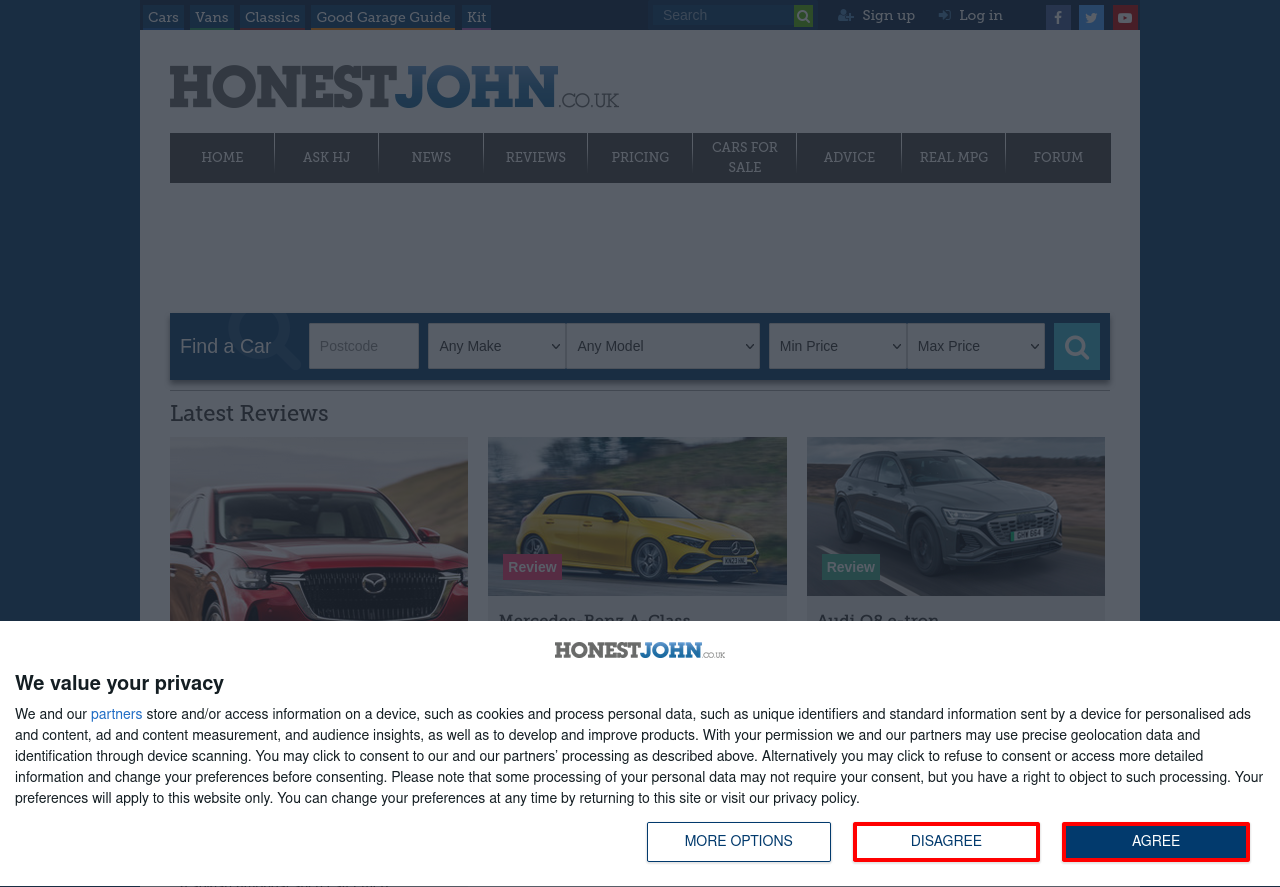 Cars Vans Classics Good Garage Guide Kit Search Sign up Log in
HONESTJOHN.CO.UK
HOME ASK HJ NEWS REVIEWS PRICING CARS FOR SALE ADVICE REAL MPG FORUM
Find a Car Postcode Any Make Any Model Min Price Max Price
Latest Reviews
Review Review
Mercedes-Benz A-Class Audi Q8 e-tron
HONESTJOHN.CO.UK
We value your privacy
We and our partners store and/or access information on a device, such as cookies and process personal data, such as unique identifiers and standard information sent by a device for personalised ads
and content, ad and content measurement, and audience insights, as well as to develop and improve products. With your permission we and our partners may use precise geolocation data and
identification through device scanning. You may click to consent to our and our partners’ processing as described above. Alternatively you may click to refuse to consent or access more detailed
information and change your preferences before consenting. Please note that some processing of your personal data may not require your consent, but you have a right to object to such processing. Your
preferences will apply to this website only. You can change your preferences at any time by returning to this site or visit our privacy policy.
MORE OPTIONS DISAGREE AGREE